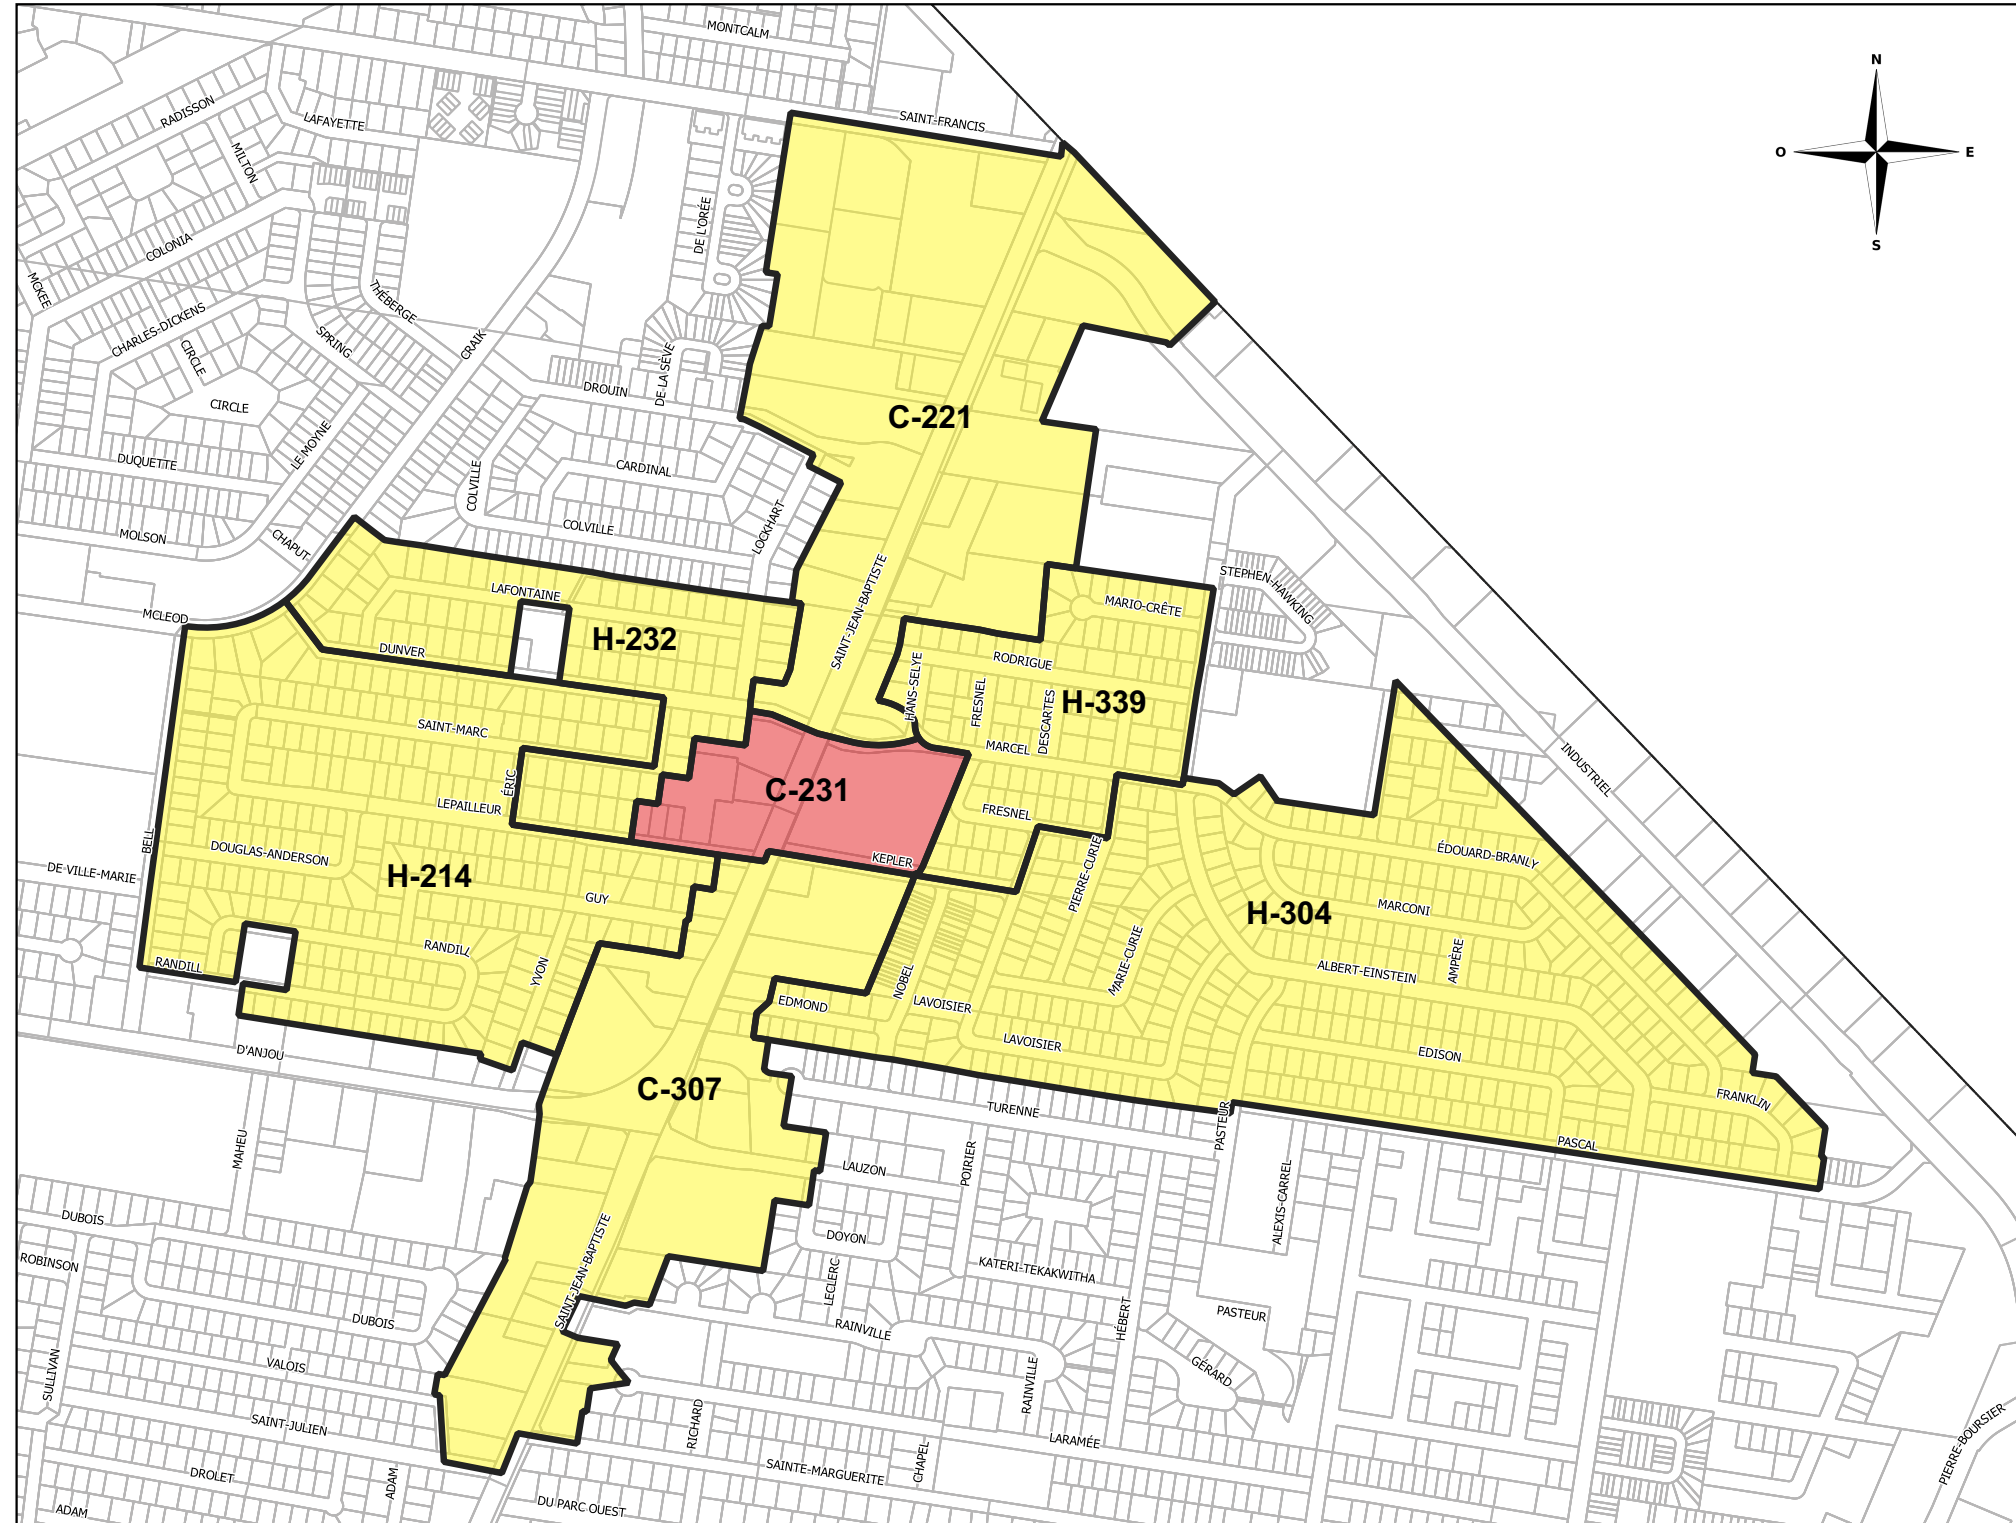 MONTCALM
N
RADISSON
LAFAYETTE
SAINT-FRANCIS
O
E
MILTON
DE L'ORÉE
COLONIA
S
MCKEE
THÉBERGE
CHARLES-DICKENS
SPRING
CRAIK
CIRCLE
DE LA SÈVE
DROUIN
CIRCLE
C-221
LE MOYNE
DUQUETTE
COLVILLE
CARDINAL
LOCKHART
COLVILLE
MOLSON
CHAPUT
SAINT-JEAN-BAPTISTE
STEPHEN-HAWKING
LAFONTAINE
MARIO-CRÊTE
MCLEOD
H-232
DUNVER
RODRIGUE
HANS-SELYE
FRESNEL
DESCARTES
H-339
SAINT-MARC
MARCEL
INDUSTRIEL
ÉRIC
C-231
LEPAILLEUR
FRESNEL
BELL
DOUGLAS-ANDERSON
KEPLER
PIERRE-CURIE
ÉDOUARD-BRANLY
DE-VILLE-MARIE
H-214
GUY
MARCONI
H-304
RANDILL
RANDILL
YVON
NOBEL
MARIE-CURIE
ALBERT-EINSTEIN
AMPÈRE
EDMOND
LAVOISIER
LAVOISIER
D'ANJOU
EDISON
C-307
FRANKLIN
TURENNE
PASTEUR
PASCAL
MAHEU
LAUZON
POIRIER
ALEXIS-CARREL
DUBOIS
SAINT-JEAN-BAPTISTE
DOYON
ROBINSON
LECLERC
KATERI-TEKAKWITHA
DUBOIS
RAINVILLE
HÉBERT
PASTEUR
VALOIS
SULLIVAN
RAINVILLE
GÉRARD
SAINT-JULIEN
RICHARD
LARAMÉE
PIERRE-BOURSIER
DROLET
ADAM
SAINTE-MARGUERITE
CHAPEL
ADAM
DU PARC OUEST